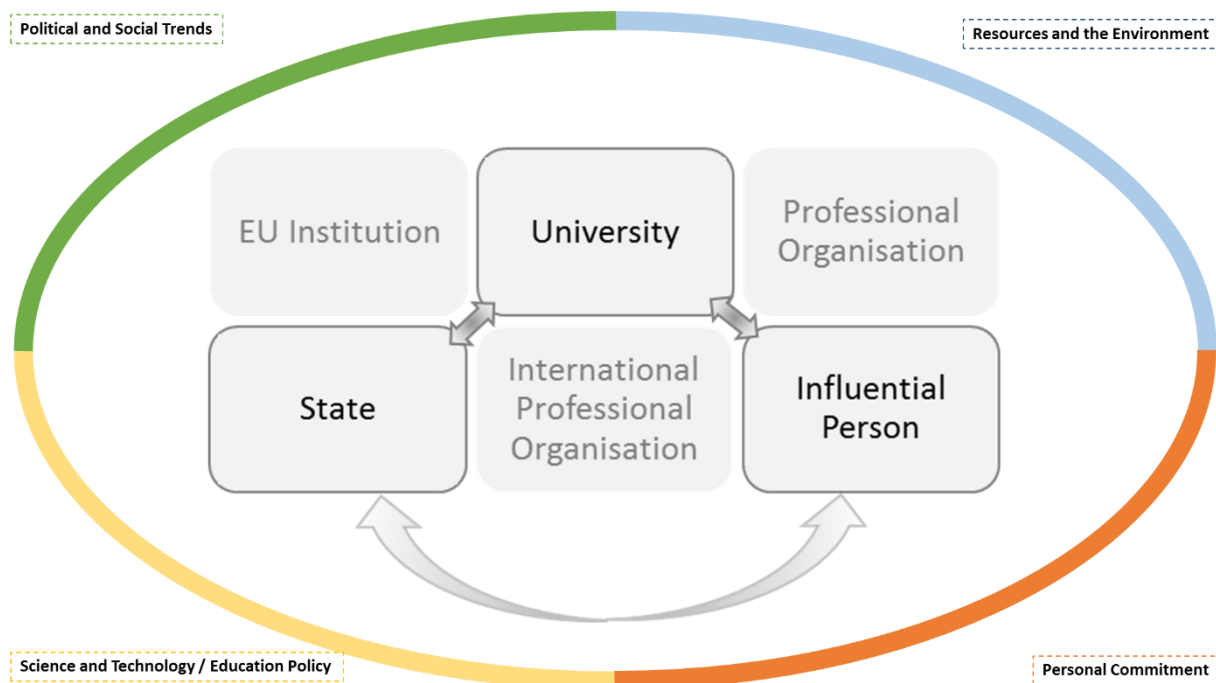 Political and Social Trends
Resources and the Environment
EU Institution
University
Professional
Organisation
State
International
Professional
Organisation
Influential
Person
Science and Technology / Education Policy
Personal Commitment